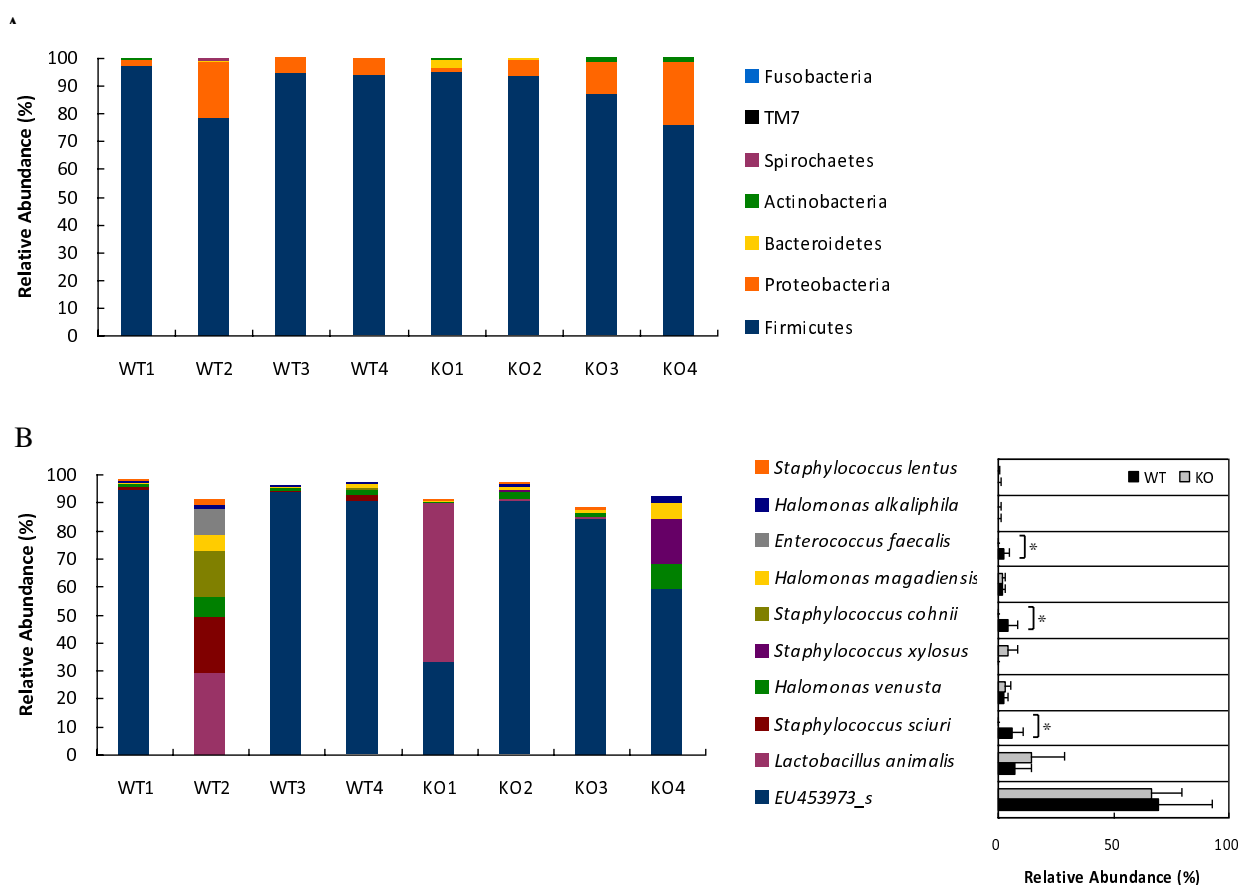 A
Relative Abundance (%)
100
90
80
70
60
50
40
30
20
10
0
WT1 WT2 WT3 WT4 KO1 KO2 KO3 KO4
Fusobacteria
TM7
Spirochaetes
Actinobacteria
Bacteroidetes
Proteobacteria
Firmicutes
B
Relative Abundance (%)
100
90
80
70
60
50
40
30
20
10
0
WT1 WT2 WT3 WT4 KO1 KO2 KO3 KO4
Staphylococcus lentus
Halomonas alkaliphila
Enterococcus faecalis
Halomonas magadiensis
Staphylococcus cohnii
Staphylococcus xylosus
Halomonas venusta
Staphylococcus sciuri
Lactobacillus animalis
EU453973_s
WT KO
*
*
*
0 50 100
Relative Abundance (%)